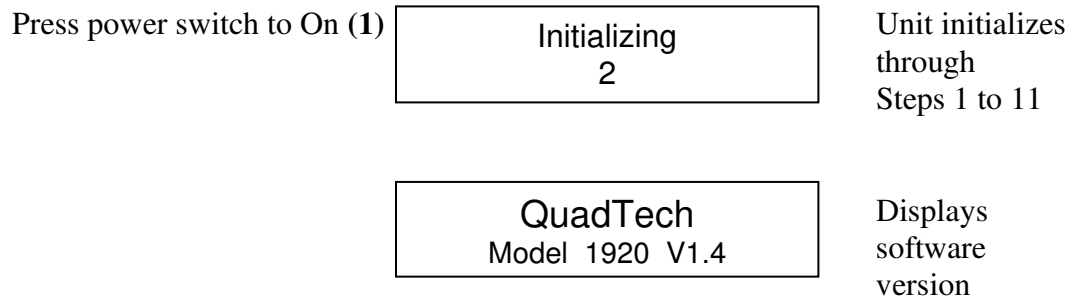 Press power switch to On (1)
Initializing
2
Unit initializes
through
Steps 1 to 11
QuadTech
Model 1920 V1.4
Displays
software
version